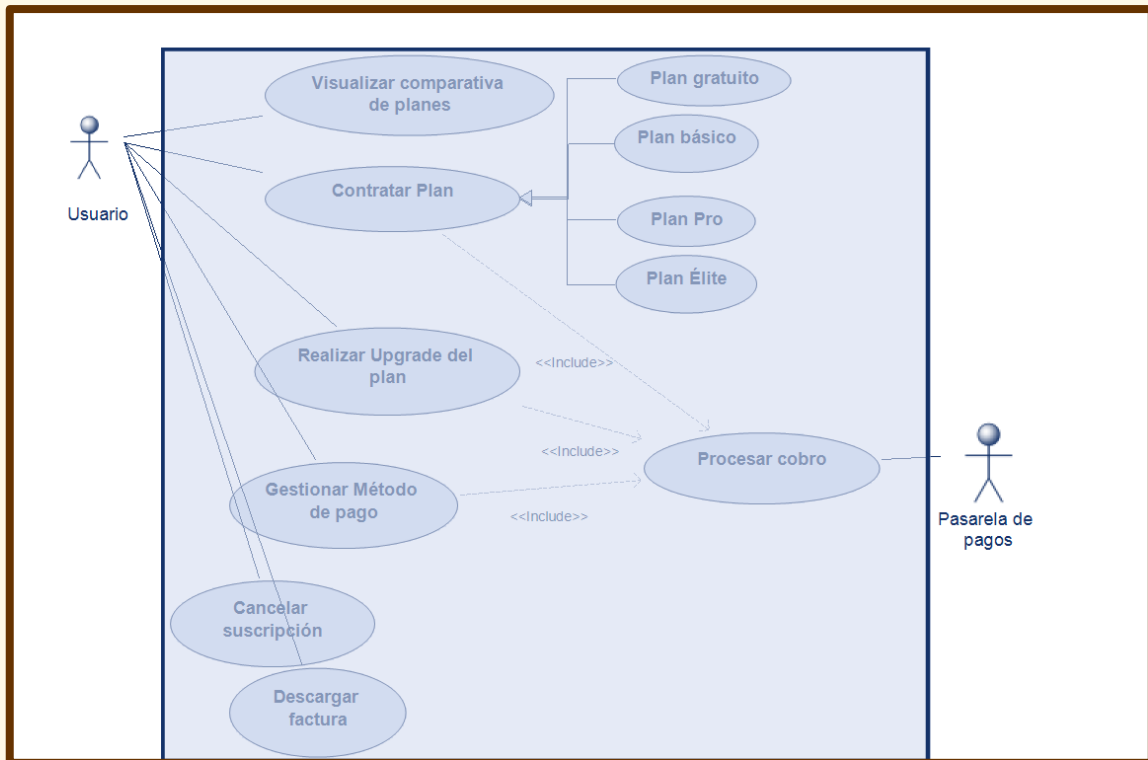 Visualizar comparativa
de planes
Plan gratuito
Plan básico
Contratar Plan
Usuario
Plan Pro
Plan Élite
Realizar Upgrade del
plan
<<Include>>
<<Include>>
Procesar cobro
Gestionar Método
de pago
<<Include>>
Pasarela de
pagos
Cancelar
suscripción
Descargar
factura